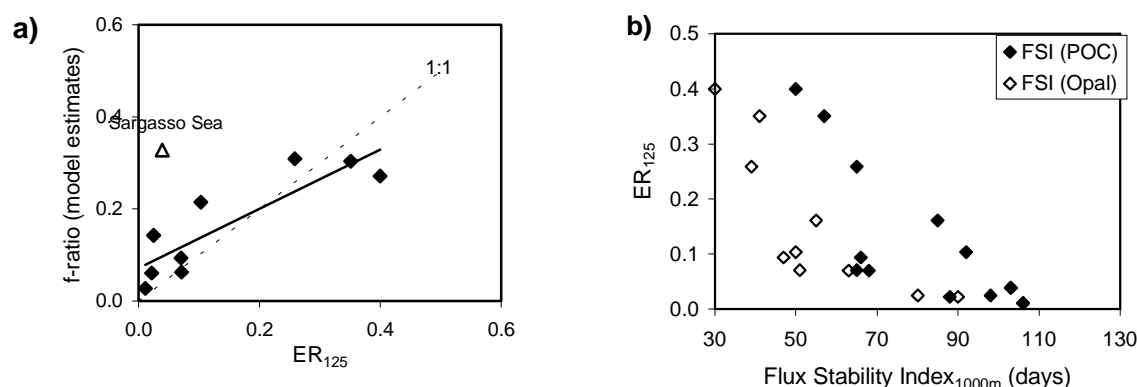 a)
0.6
0.4
0.2
0.0
f-ratio (model estimates)
Sargasso Sea
1:1
0.0
0.2
0.4
0.6
ER125
b)
0.5
0.4
0.3
0.2
0.1
0.0
ER125
FSI (POC)
FSI (Opal)
30
50
70
90
110
130
Flux Stability Index1000m (days)